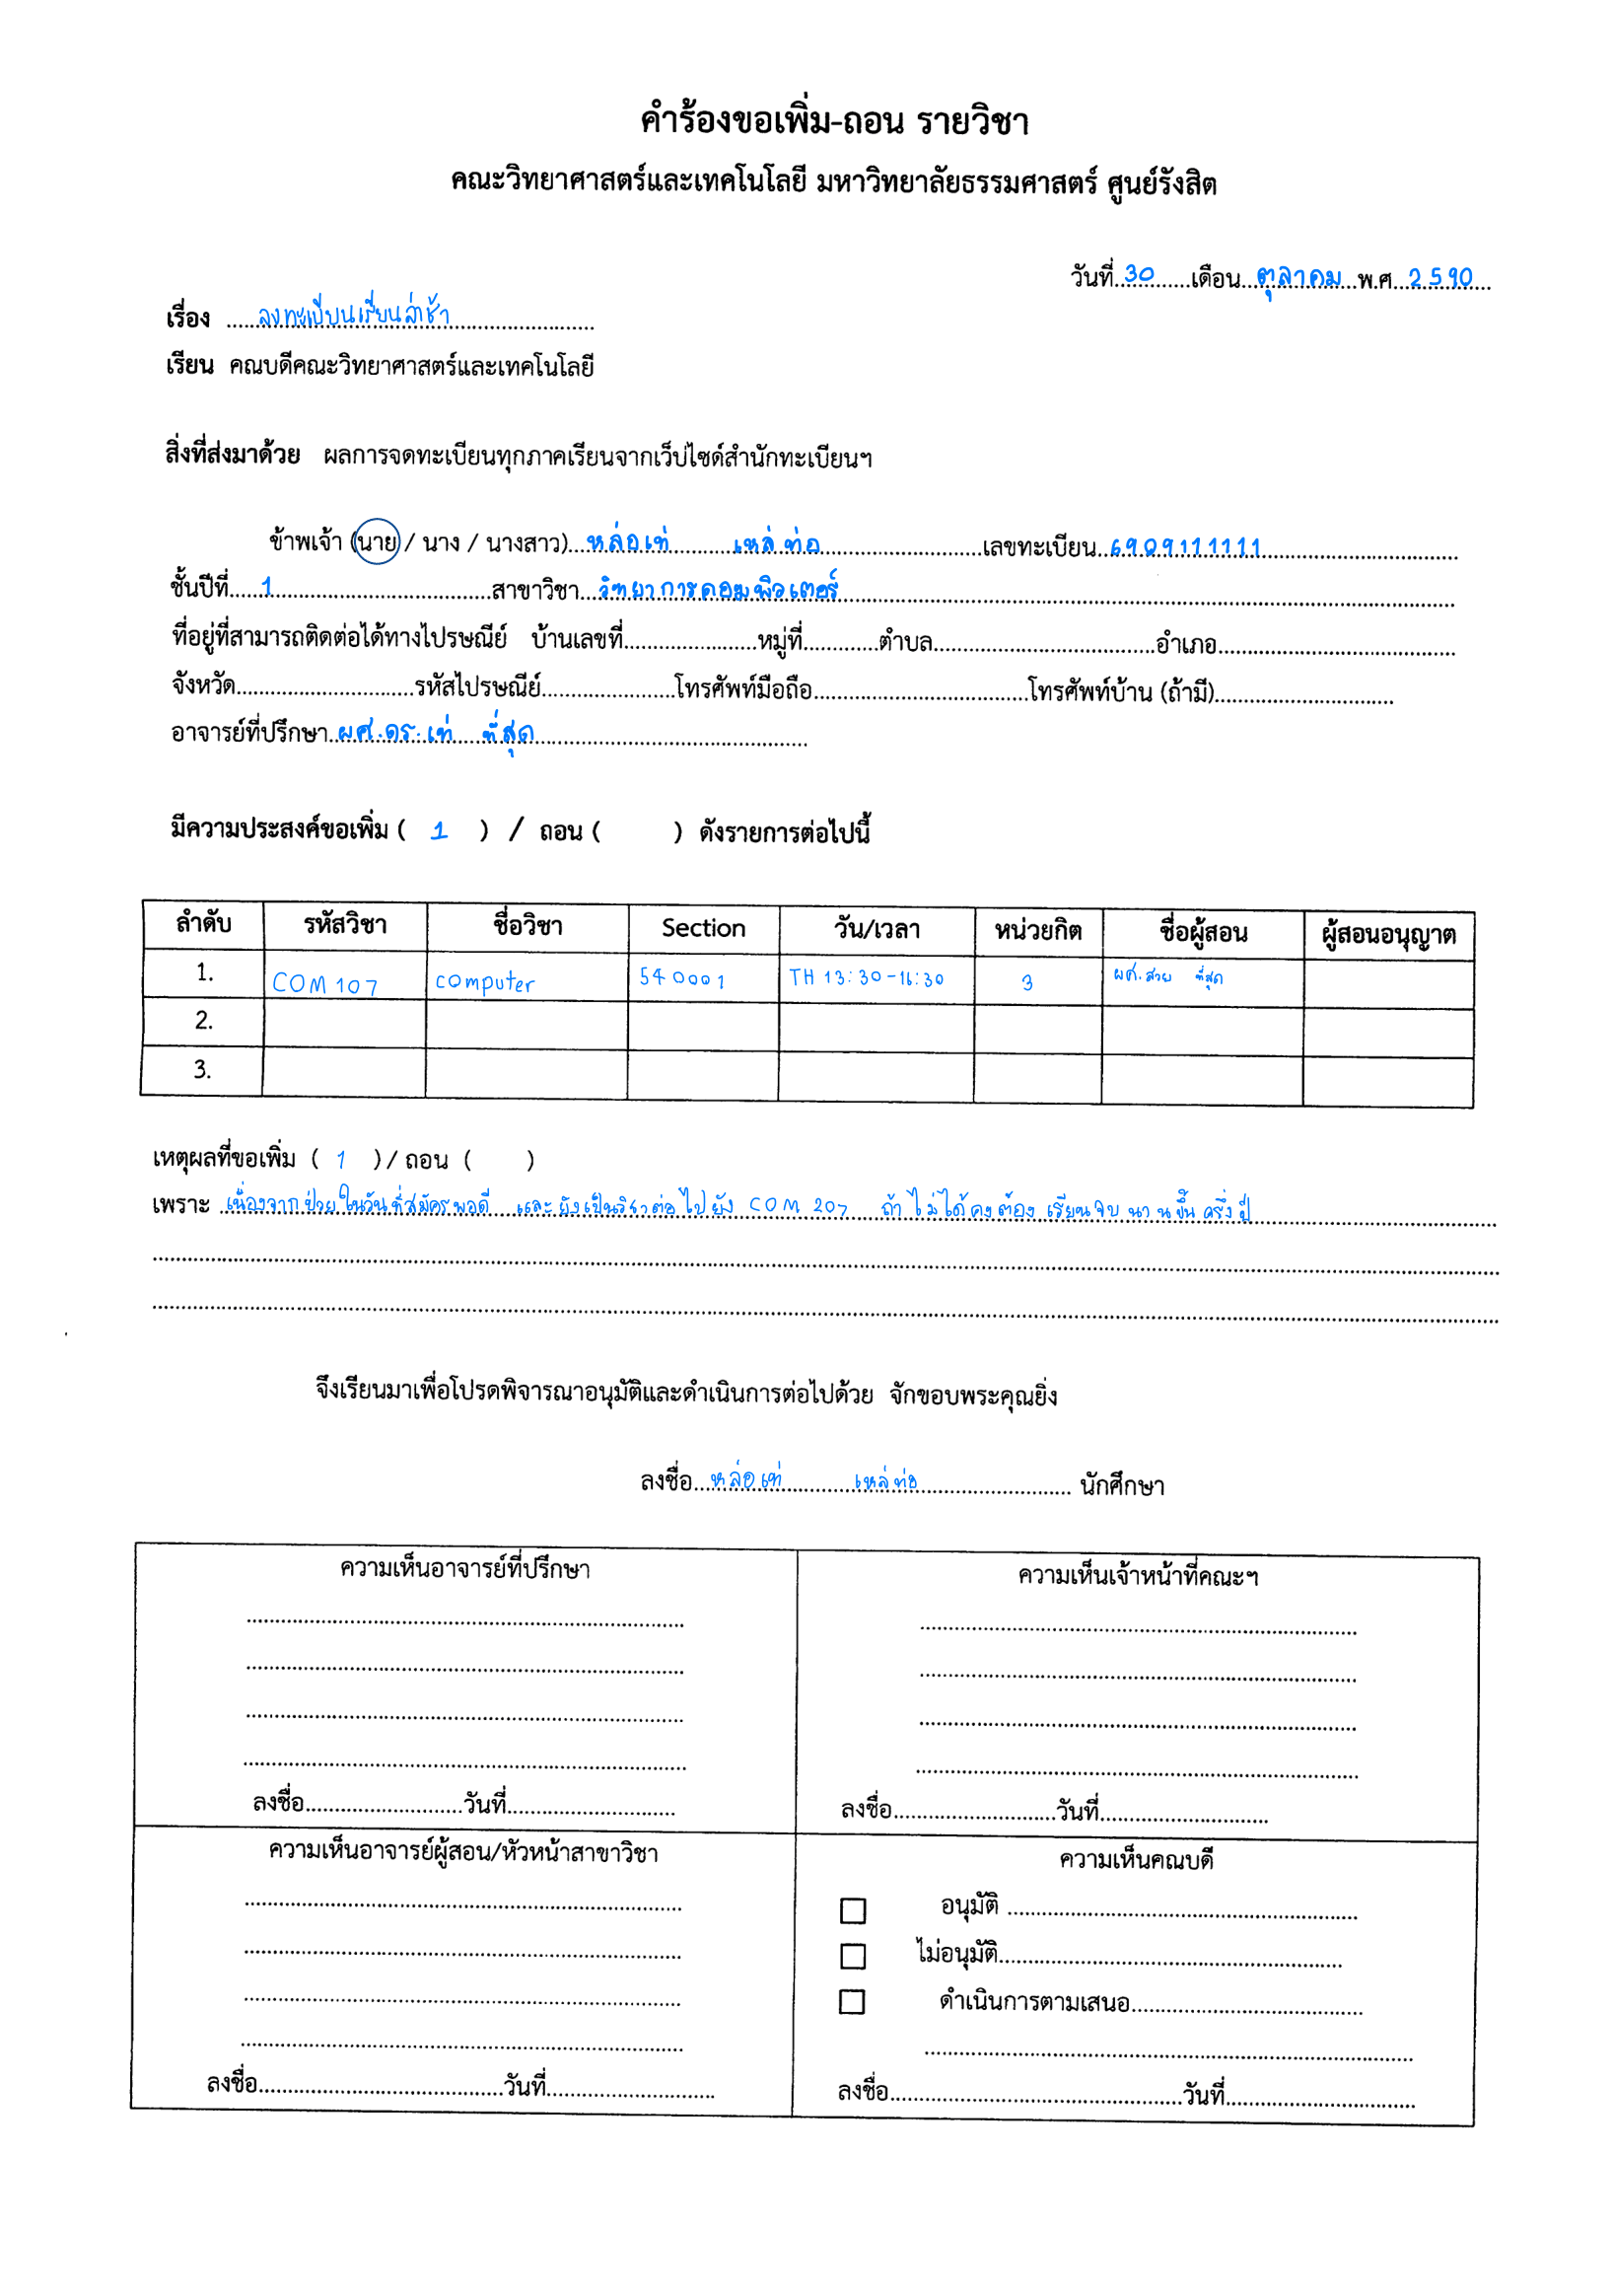 คำร้องขอเพิ่ม-ถอน รายวิชา
คณะวิทยาศาสตร์และเทคโนโลยี มหาวิทยาลัยธรรมศาสตร์ ศูนย์รังสิต
วันที่ 30 เดือน ตุลาคม พ.ศ. 2590
เรื่อง ลงทะเบียนเรียนล่าช้า
เรียน คณบดีคณะวิทยาศาสตร์และเทคโนโลยี
สิ่งที่ส่งมาด้วย ผลการจดทะเบียนทุกภาคเรียนจากเว็บไซด์สำนักทะเบียนฯ
ข้าพเจ้า (นาย / นาง / นางสาว) หล่อเท่ เหล่ท่อ เลขทะเบียน 6909111111
ชั้นปีที่ 1 สาขาวิชา วิทยาการคอมพิวเตอร์
ที่อยู่ที่สามารถติดต่อได้ทางไปรษณีย์ บ้านเลขที่ หมู่ที่ ตำบล อำเภอ
จังหวัด รหัสไปรษณีย์ โทรศัพท์มือถือ โทรศัพท์บ้าน (ถ้ามี)
อาจารย์ที่ปรึกษา ผศ.ดร.เท่ ที่สุด
มีความประสงค์ขอเพิ่ม ( 1 ) / ถอน ( ) ดังรายการต่อไปนี้
ลำดับ รหัสวิชา ชื่อวิชา Section วัน/เวลา หน่วยกิต ชื่อผู้สอน ผู้สอนอนุญาต
1. COM 107 computer 540001 TH 13:30-16:30 3 ผศ.สวย ที่สุด
2.
3.
เหตุผลที่ขอเพิ่ม ( 1 ) / ถอน ( )
เพราะ เนื่องจากป่วยในวันที่สมัครพอดี และยังเป็นวิชาต่อไปยัง COM 207 ถ้าไม่ได้คงต้องเรียนจบนานขึ้นครึ่งปี
จึงเรียนมาเพื่อโปรดพิจารณาอนุมัติและดำเนินการต่อไปด้วย จักขอบพระคุณยิ่ง
ลงชื่อ หล่อเท่ เหล่ท่อ นักศึกษา
ความเห็นอาจารย์ที่ปรึกษา
ลงชื่อ วันที่
ความเห็นเจ้าหน้าที่คณะฯ
ลงชื่อ วันที่
ความเห็นอาจารย์ผู้สอน/หัวหน้าสาขาวิชา
ลงชื่อ วันที่
ความเห็นคณบดี
อนุมัติ
ไม่อนุมัติ
ดำเนินการตามเสนอ
ลงชื่อ วันที่